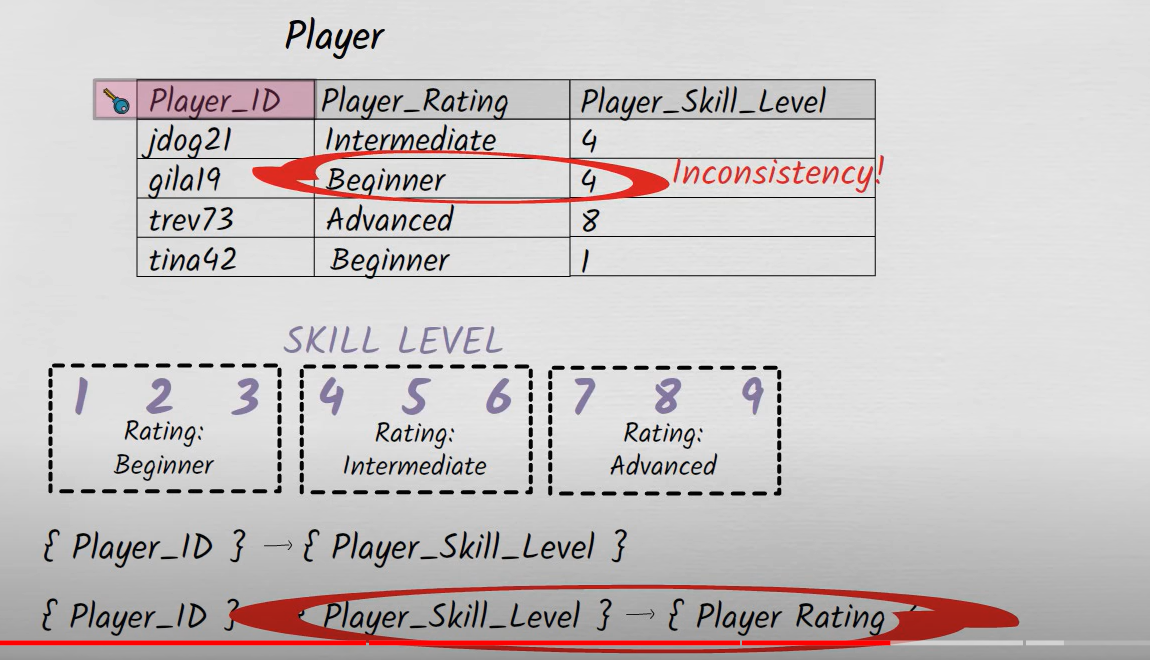 Player
Player_ID Player_Rating Player_Skill_Level
jdog21 Intermediate 4
gila19 Beginner 4 Inconsistency!
trev73 Advanced 8
tina42 Beginner 1
SKILL LEVEL
1 2 3 4 5 6 7 8 9
Rating: Rating: Rating:
Beginner Intermediate Advanced
{ Player_ID } → { Player_Skill_Level }
{ Player_ID } { Player_Skill_Level } → { Player Rating